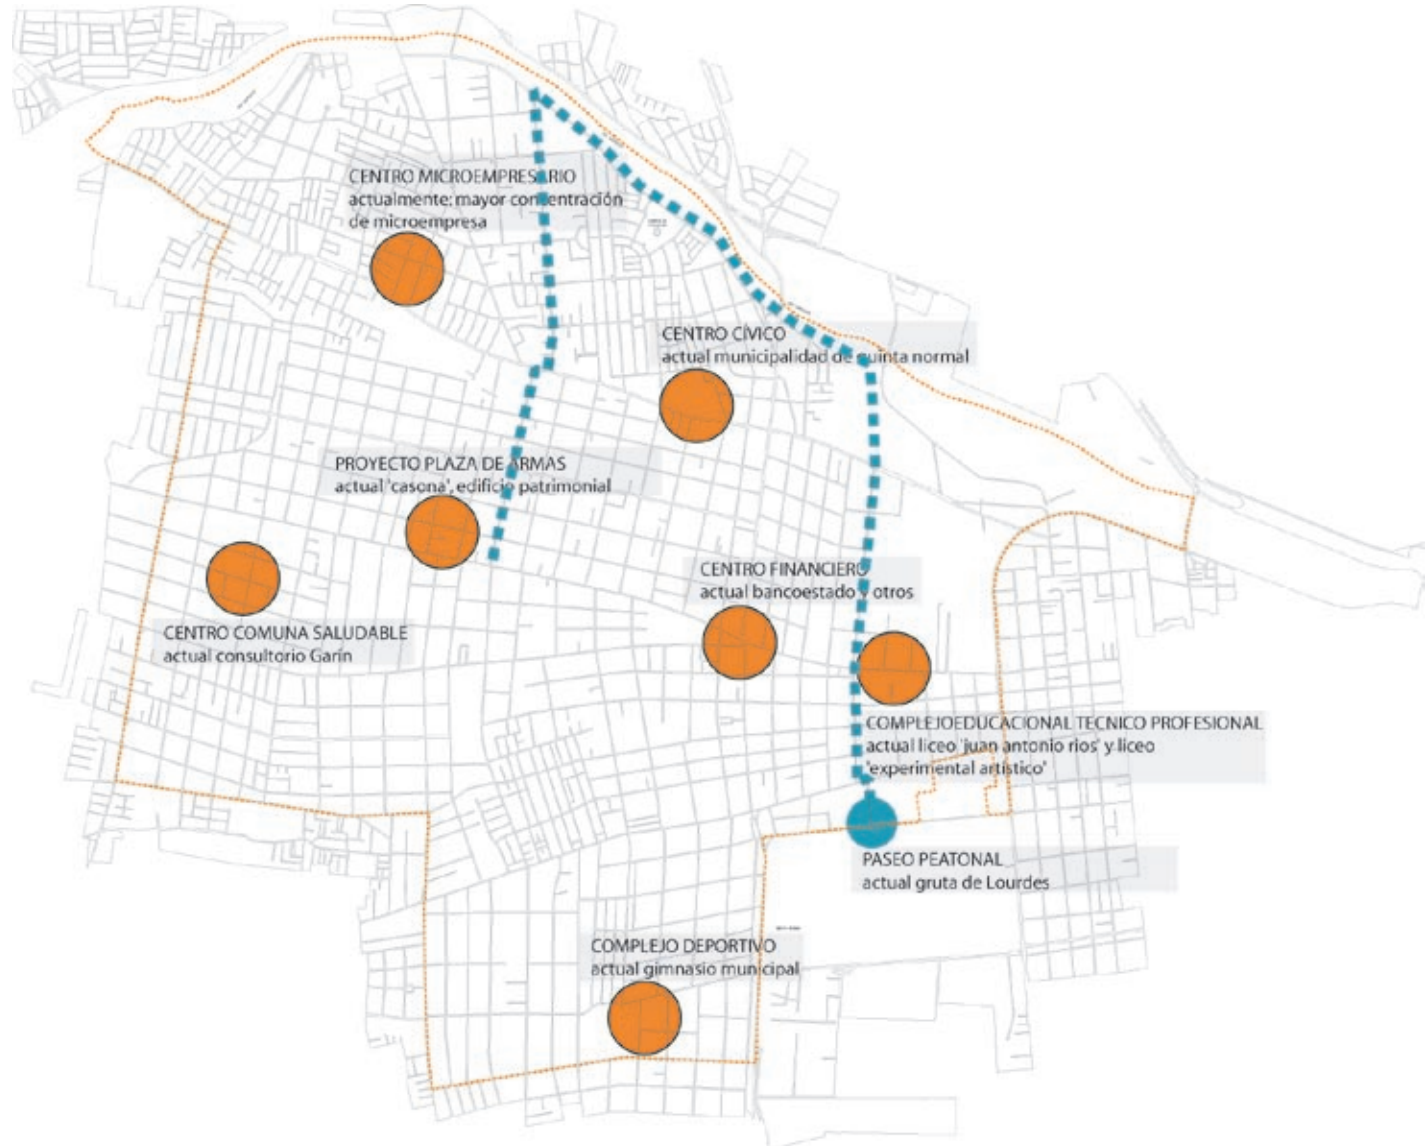 CENTRO MICROEMPRESARIO
actualmente; mayor concentración
de microempresa
CENTRO CÍVICO
actual municipalidad de quinta normal
PROYECTO PLAZA DE ARMAS
actual 'casona', edificio patrimonial
CENTRO FINANCIERO
actual bancoestado y otros
CENTRO COMUNA SALUDABLE
actual consultorio Garín
COMPLEJOEDUCACIONAL TECNICO PROFESIONAL
actual liceo 'juan antonio rios' y liceo
'experimental artístico'
PASEO PEATONAL
actual gruta de Lourdes
COMPLEJO DEPORTIVO
actual gimnasio municipal